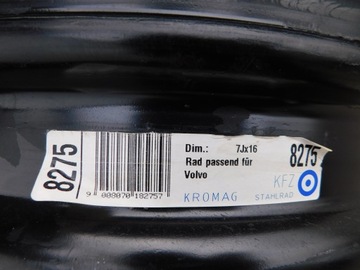 8275
Dim.: 7Jx16
Rad passend für
Volvo
8275
9 008070 182757
KROMAG
KFZ
STAHLRAD